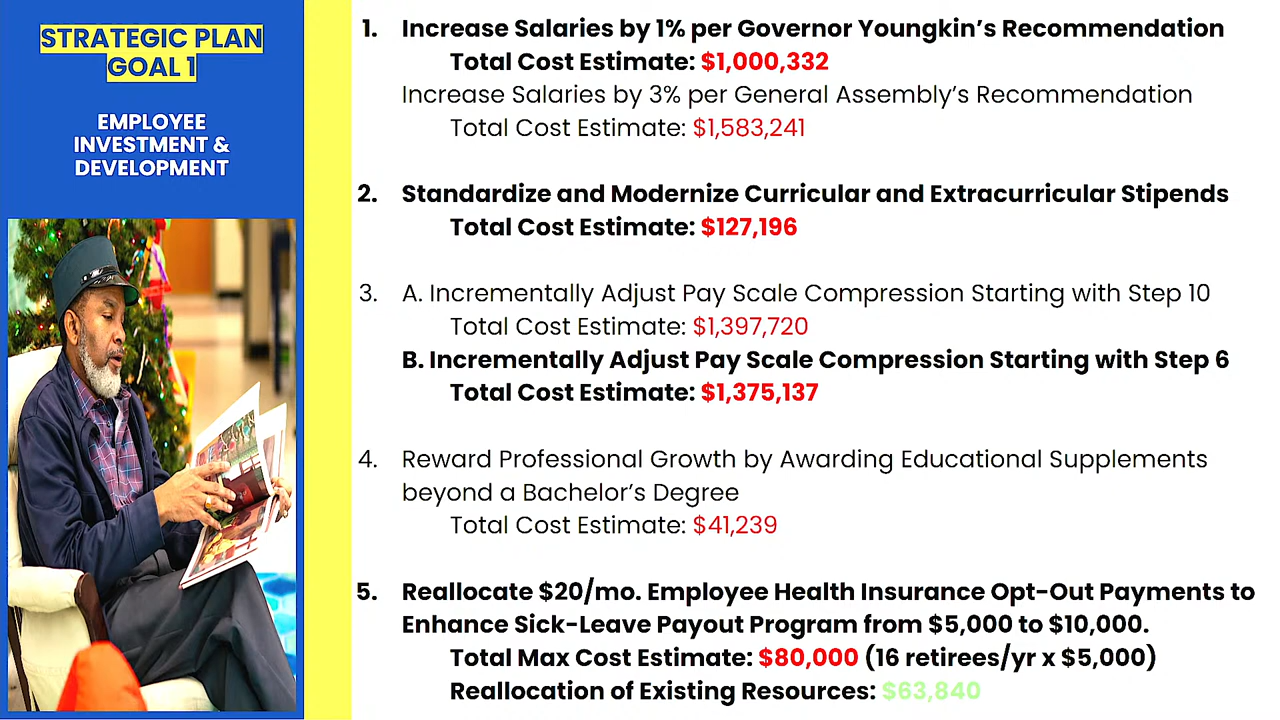 STRATEGIC PLAN
GOAL 1
EMPLOYEE
INVESTMENT &
DEVELOPMENT
1. Increase Salaries by 1% per Governor Youngkin's Recommendation
Total Cost Estimate: $1,000,332
Increase Salaries by 3% per General Assembly's Recommendation
Total Cost Estimate: $1,583,241
2. Standardize and Modernize Curricular and Extracurricular Stipends
Total Cost Estimate: $127,196
3. A. Incrementally Adjust Pay Scale Compression Starting with Step 10
Total Cost Estimate: $1,397,720
B. Incrementally Adjust Pay Scale Compression Starting with Step 6
Total Cost Estimate: $1,375,137
4. Reward Professional Growth by Awarding Educational Supplements
beyond a Bachelor's Degree
Total Cost Estimate: $41,239
5. Reallocate $20/mo. Employee Health Insurance Opt-Out Payments to
Enhance Sick-Leave Payout Program from $5,000 to $10,000.
Total Max Cost Estimate: $80,000 (16 retirees/yr x $5,000)
Reallocation of Existing Resources: $63,840